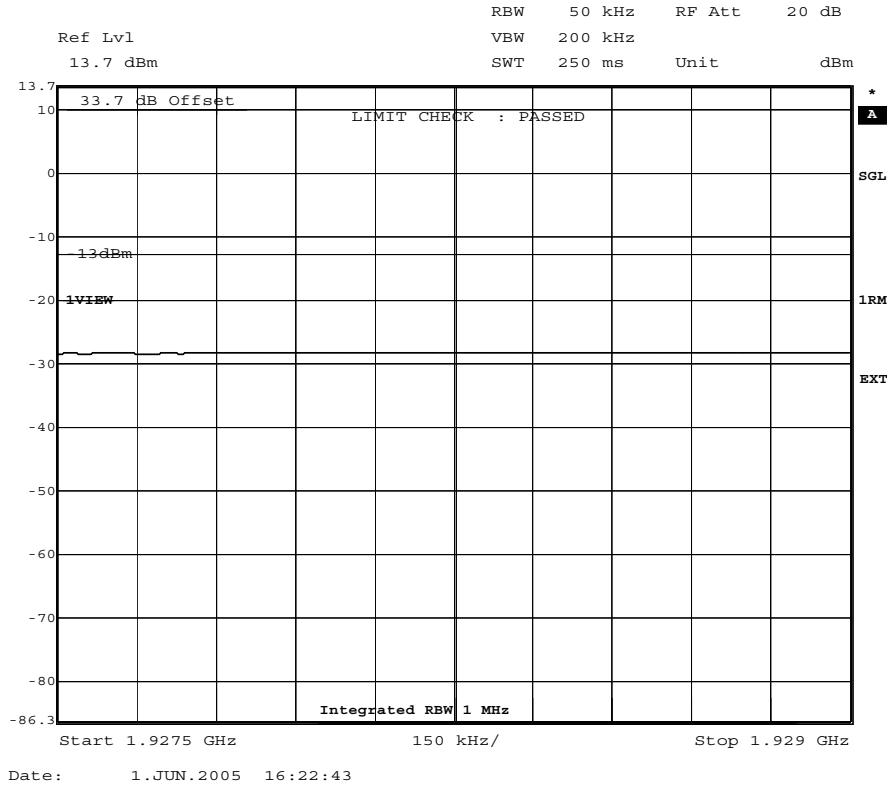 RBW 50 kHz RF Att 20 dB
Ref Lvl VBW 200 kHz
13.7 dBm SWT 250 ms Unit dBm
13.7
33.7 dB Offset
*
A
10
LIMIT CHECK : PASSED
0
SGL
-10
-13dBm
-20
1VIEW
1RM
-30
EXT
-40
-50
-60
-70
-80
Integrated RBW 1 MHz
-86.3
Start 1.9275 GHz 150 kHz/ Stop 1.929 GHz
Date: 1.JUN.2005 16:22:43